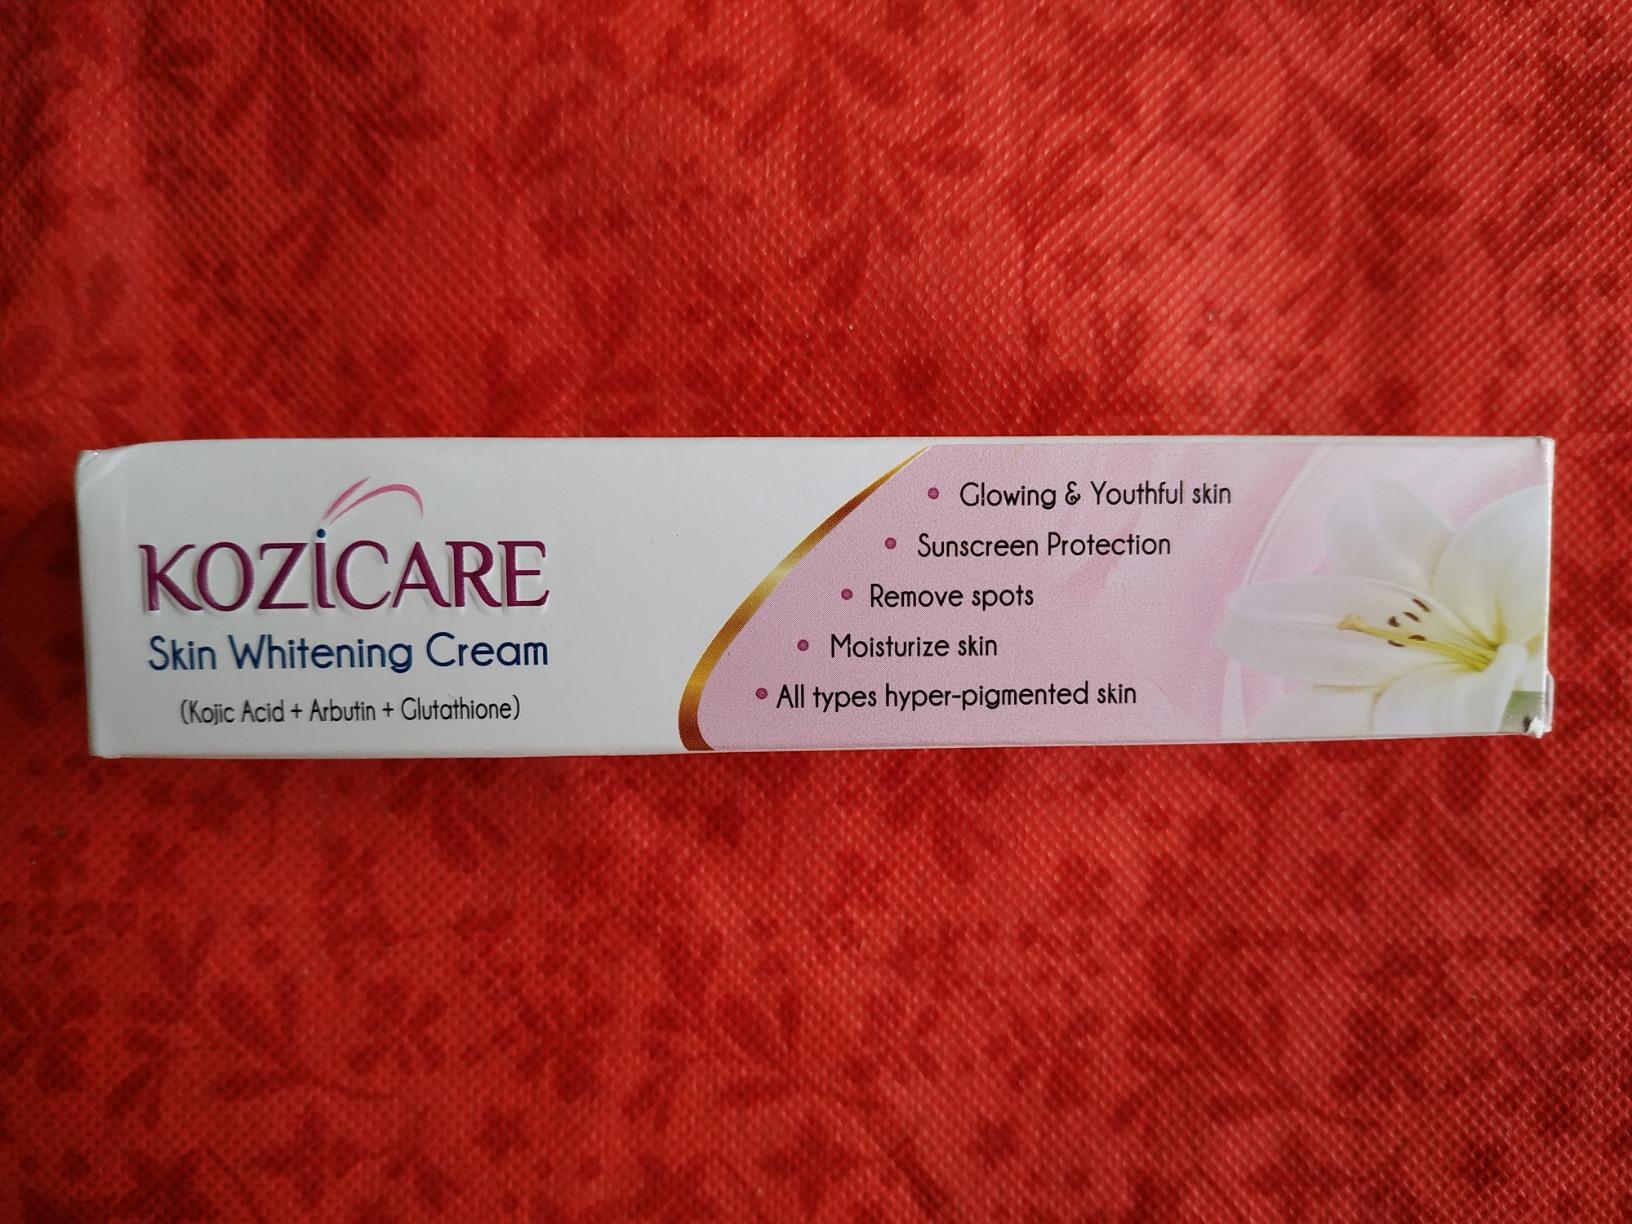 KOZiCARE
Skin Whitening Cream
(Kojic Acid + Arbutin + Glutathione)
• Glowing & Youthful skin
• Sunscreen Protection
• Remove spots
• Moisturize skin
• All types hyper-pigmented skin